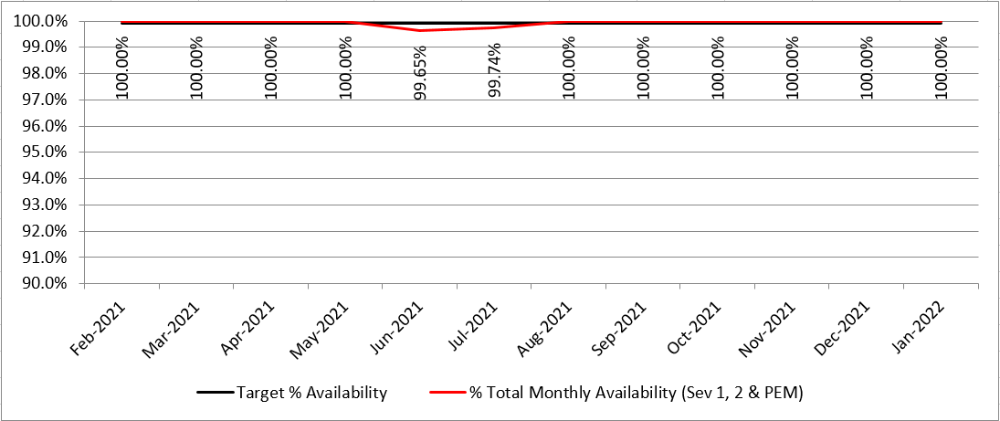 100.0%
99.0%
98.0%
97.0%
96.0%
95.0%
94.0%
93.0%
92.0%
91.0%
90.0%
100.00%
100.00%
100.00%
100.00%
99.65%
99.74%
100.00%
100.00%
100.00%
100.00%
100.00%
100.00%
Feb-2021
Mar-2021
Apr-2021
May-2021
Jun-2021
Jul-2021
Aug-2021
Sep-2021
Oct-2021
Nov-2021
Dec-2021
Jan-2022
Target % Availability
% Total Monthly Availability (Sev 1, 2 & PEM)